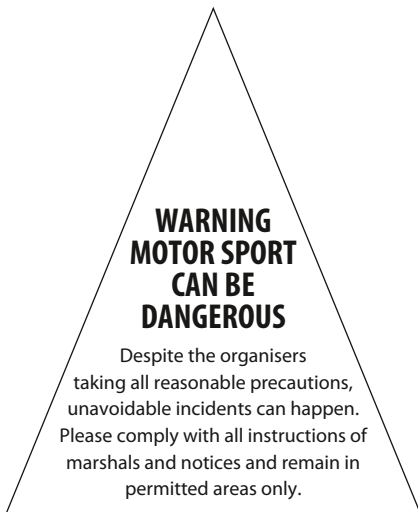 WARNING
MOTOR SPORT
CAN BE
DANGEROUS
Despite the organisers
taking all reasonable precautions,
unavoidable incidents can happen.
Please comply with all instructions of
marshals and notices and remain in
permitted areas only.